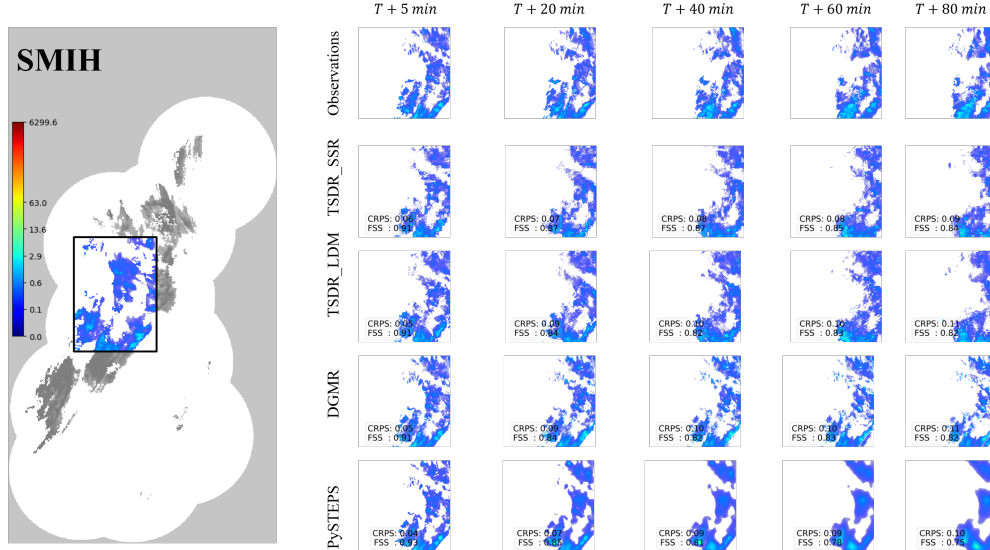 SMIH
6299.6
63.0
13.6
2.9
0.6
0.1
0.0
T + 5 min
T + 20 min
T + 40 min
T + 60 min
T + 80 min
Observations
TSDR_SSR
CRPS: 0.06
FSS : 0.91
CRPS: 0.07
FSS : 0.87
CRPS: 0.08
FSS : 0.87
CRPS: 0.08
FSS : 0.85
CRPS: 0.09
FSS : 0.84
TSDR_LDM
CRPS: 0.05
FSS : 0.91
CRPS: 0.09
FSS : 0.84
CRPS: 0.10
FSS : 0.82
CRPS: 0.10
FSS : 0.83
CRPS: 0.11
FSS : 0.82
DGMR
CRPS: 0.05
FSS : 0.91
CRPS: 0.09
FSS : 0.84
CRPS: 0.10
FSS : 0.82
CRPS: 0.10
FSS : 0.83
CRPS: 0.11
FSS : 0.82
PySTEPS
CRPS: 0.04
FSS : 0.93
CRPS: 0.07
FSS : 0.85
CRPS: 0.09
FSS : 0.81
CRPS: 0.09
FSS : 0.78
CRPS: 0.10
FSS : 0.75